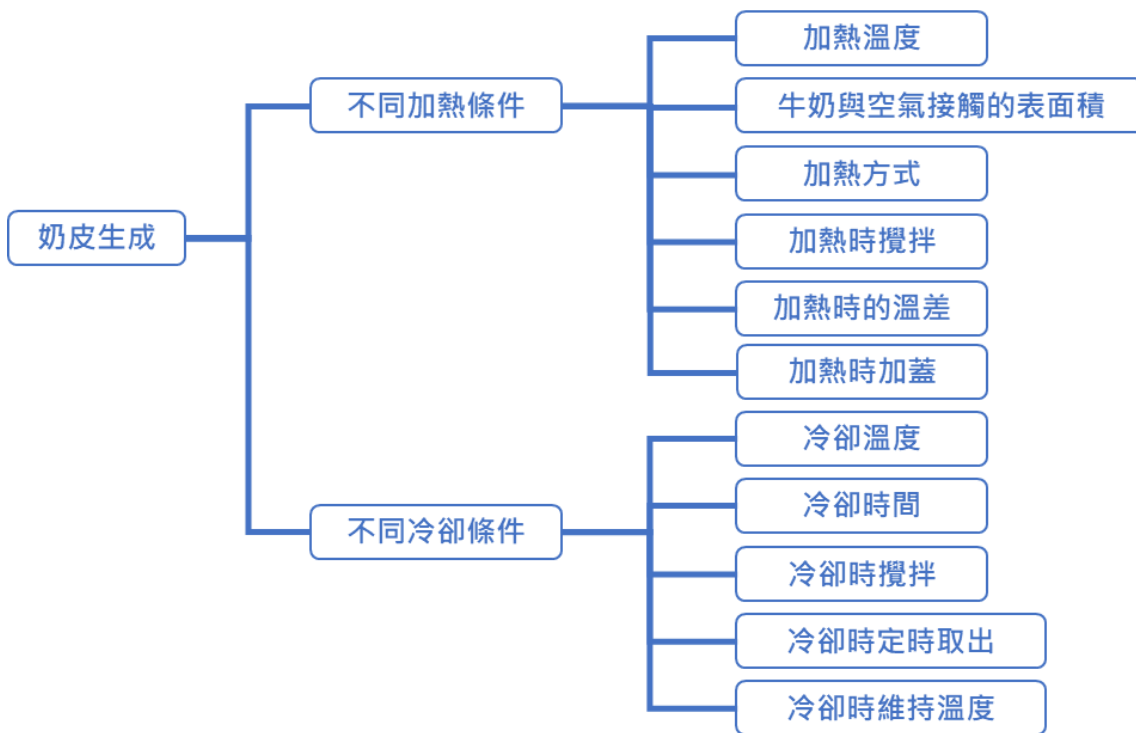 奶皮生成
不同加熱條件
加熱溫度
牛奶與空氣接觸的表面積
加熱方式
加熱時攪拌
加熱時的溫差
加熱時加蓋
不同冷卻條件
冷卻溫度
冷卻時間
冷卻時攪拌
冷卻時定時取出
冷卻時維持溫度